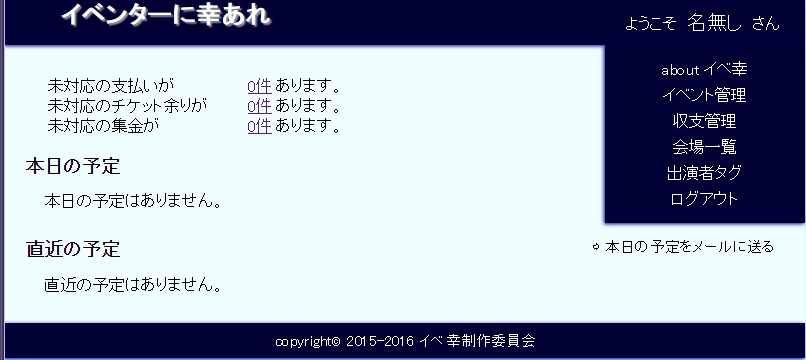 イベンターに幸あれ
ようこそ 名無し さん
about イベ幸
イベント管理
収支管理
会場一覧
出演者タグ
ログアウト
未対応の支払いが 0件 あります。
未対応のチケット余りが 0件 あります。
未対応の集金が 0件 あります。
本日の予定
本日の予定はありません。
直近の予定
⇨ 本日の予定をメールに送る
直近の予定はありません。
copyright© 2015-2016 イベ幸制作委員会